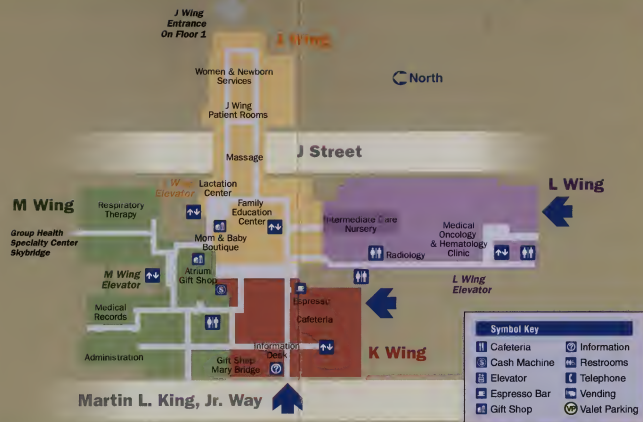 J Wing
Entrance
On Floor 1
J Wing
Women & Newborn
Services
North
J Wing
Patient Rooms
J Street
Massage
L Wing
J Wing
Elevator
Lactation
Center
M Wing
Respiratory
Therapy
Family
Education
Center
Intermediate Care
Nursery
Medical
Oncology
& Hematology
Clinic
Group Health
Specialty Center
Skybridge
Mom & Baby
Boutique
Radiology
M Wing
Elevator
Atrium
Gift Shop
L Wing
Elevator
Espresso
Medical
Records
Cafeteria
K Wing
Information
Desk
Administration
Gift Shop
Mary Bridge
Martin L. King, Jr. Way
Symbol Key
Cafeteria
Information
Cash Machine
Restrooms
Elevator
Telephone
Espresso Bar
Vending
Gift Shop
VP Valet Parking